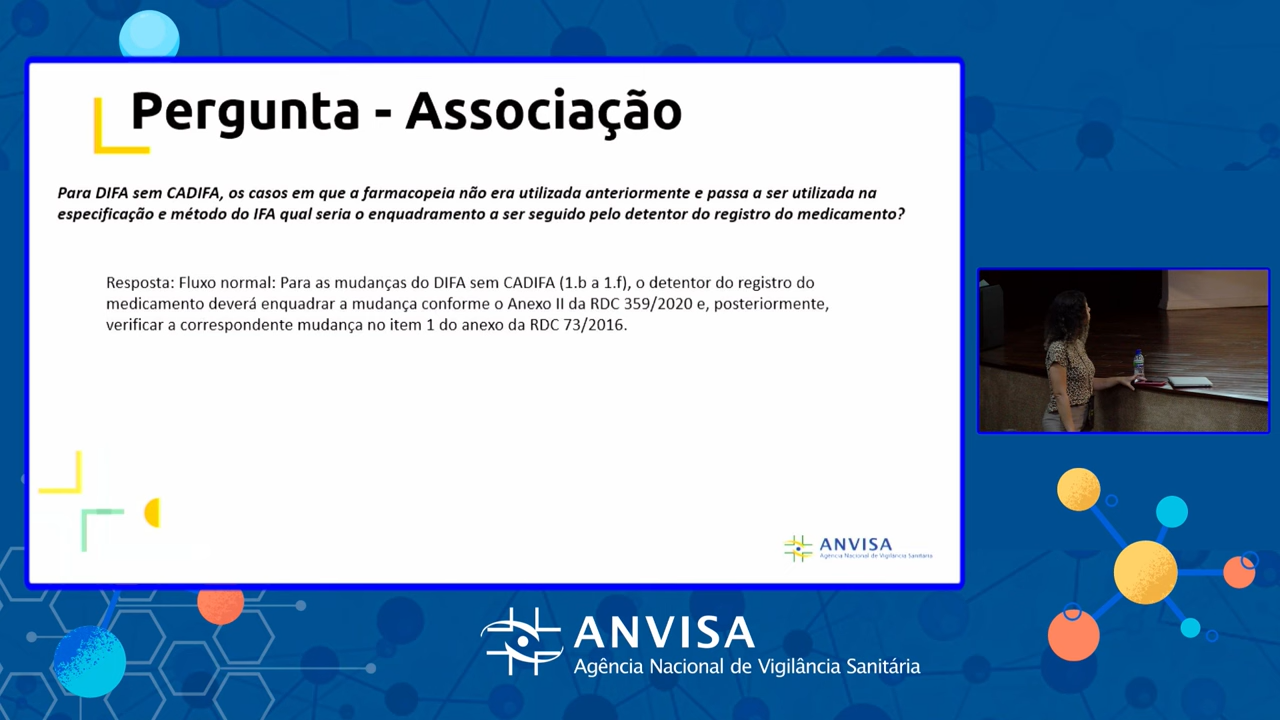 Pergunta - Associação
Para DIFA sem CADIFA, os casos em que a farmacopeia não era utilizada anteriormente e passa a ser utilizada na
especificação e método do IFA qual seria o enquadramento a ser seguido pelo detentor do registro do medicamento?
Resposta: Fluxo normal: Para as mudanças do DIFA sem CADIFA (1.b a 1.f), o detentor do registro do
medicamento deverá enquadrar a mudança conforme o Anexo II da RDC 359/2020 e, posteriormente,
verificar a correspondente mudança no item 1 do anexo da RDC 73/2016.
ANVISA
Agência Nacional de Vigilância Sanitária
ANVISA
Agência Nacional de Vigilância Sanitária